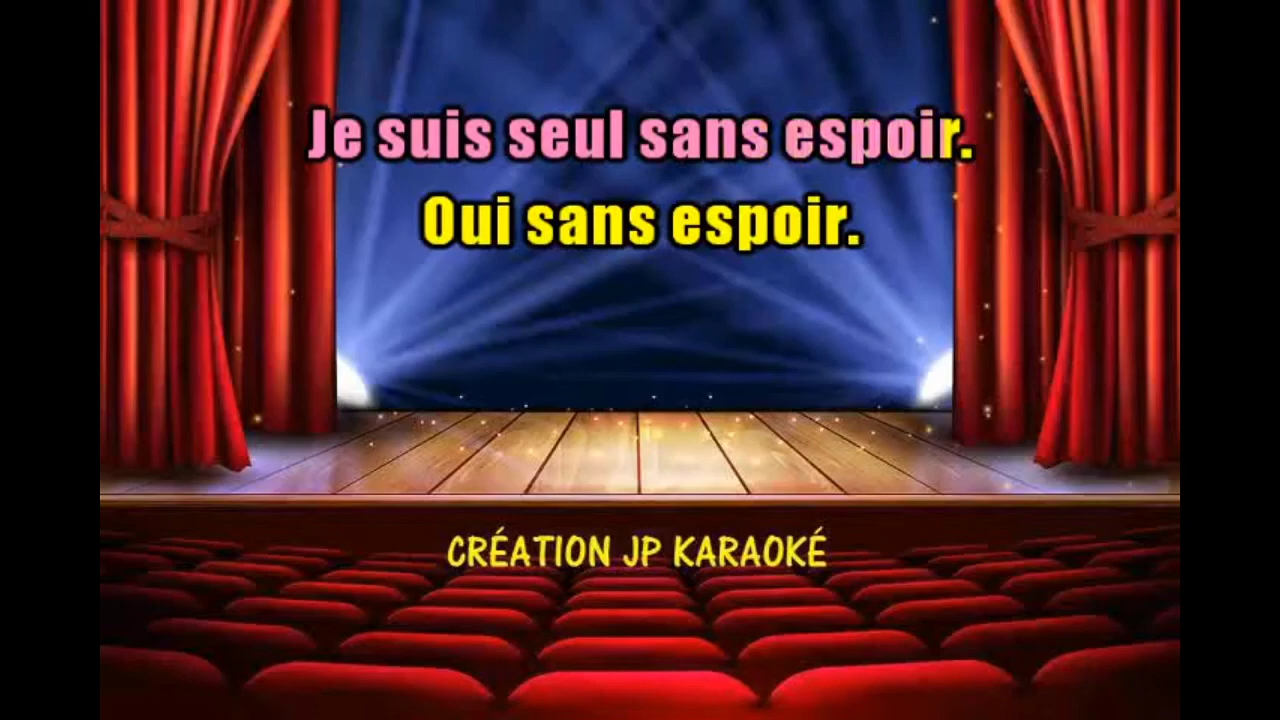 Je suis seul sans espoir.
Oui sans espoir.
CRÉATION JP KARAOKÉ